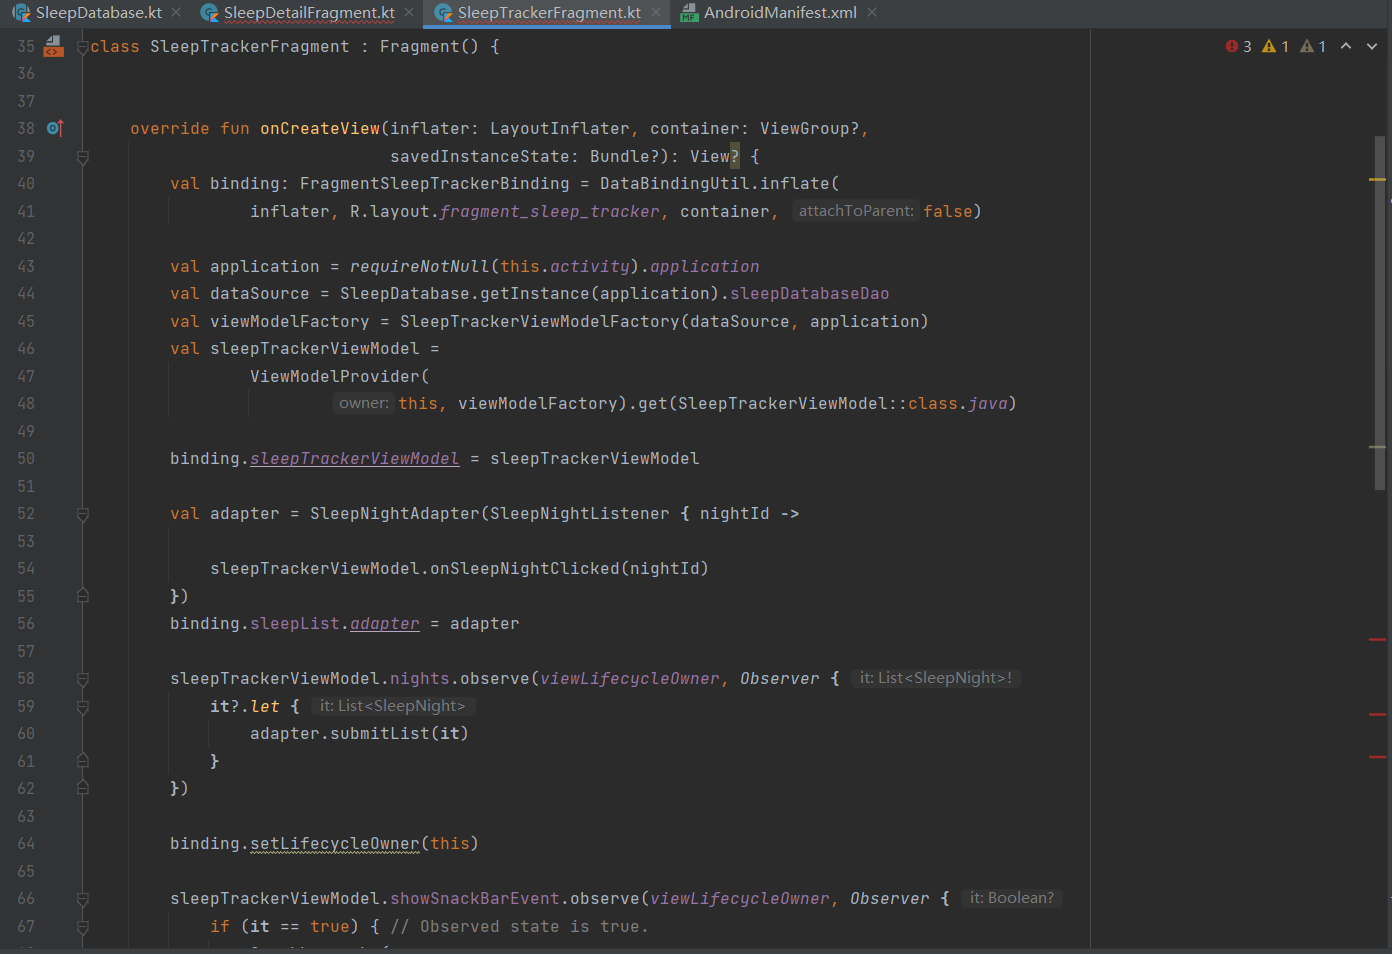 SleepDatabase.kt SleepDetailFragment.kt SleepTrackerFragment.kt AndroidManifest.xml
35 class SleepTrackerFragment : Fragment() { 3 1 1
36
37
38 override fun onCreateView(inflater: LayoutInflater, container: ViewGroup?,
39 savedInstanceState: Bundle?): View? {
40 val binding: FragmentSleepTrackerBinding = DataBindingUtil.inflate(
41 inflater, R.layout.fragment_sleep_tracker, container, attachToParent: false)
42
43 val application = requireNotNull(this.activity).application
44 val dataSource = SleepDatabase.getInstance(application).sleepDatabaseDao
45 val viewModelFactory = SleepTrackerViewModelFactory(dataSource, application)
46 val sleepTrackerViewModel =
47 ViewModelProvider(
48 owner: this, viewModelFactory).get(SleepTrackerViewModel::class.java)
49
50 binding.sleepTrackerViewModel = sleepTrackerViewModel
51
52 val adapter = SleepNightAdapter(SleepNightListener { nightId ->
53
54 sleepTrackerViewModel.onSleepNightClicked(nightId)
55 })
56 binding.sleepList.adapter = adapter
57
58 sleepTrackerViewModel.nights.observe(viewLifecycleOwner, Observer { it: List<SleepNight>!
59 it?.let { it: List<SleepNight>
60 adapter.submitList(it)
61 }
62 })
63
64 binding.setLifecycleOwner(this)
65
66 sleepTrackerViewModel.showSnackBarEvent.observe(viewLifecycleOwner, Observer { it: Boolean?
67 if (it == true) { // Observed state is true.